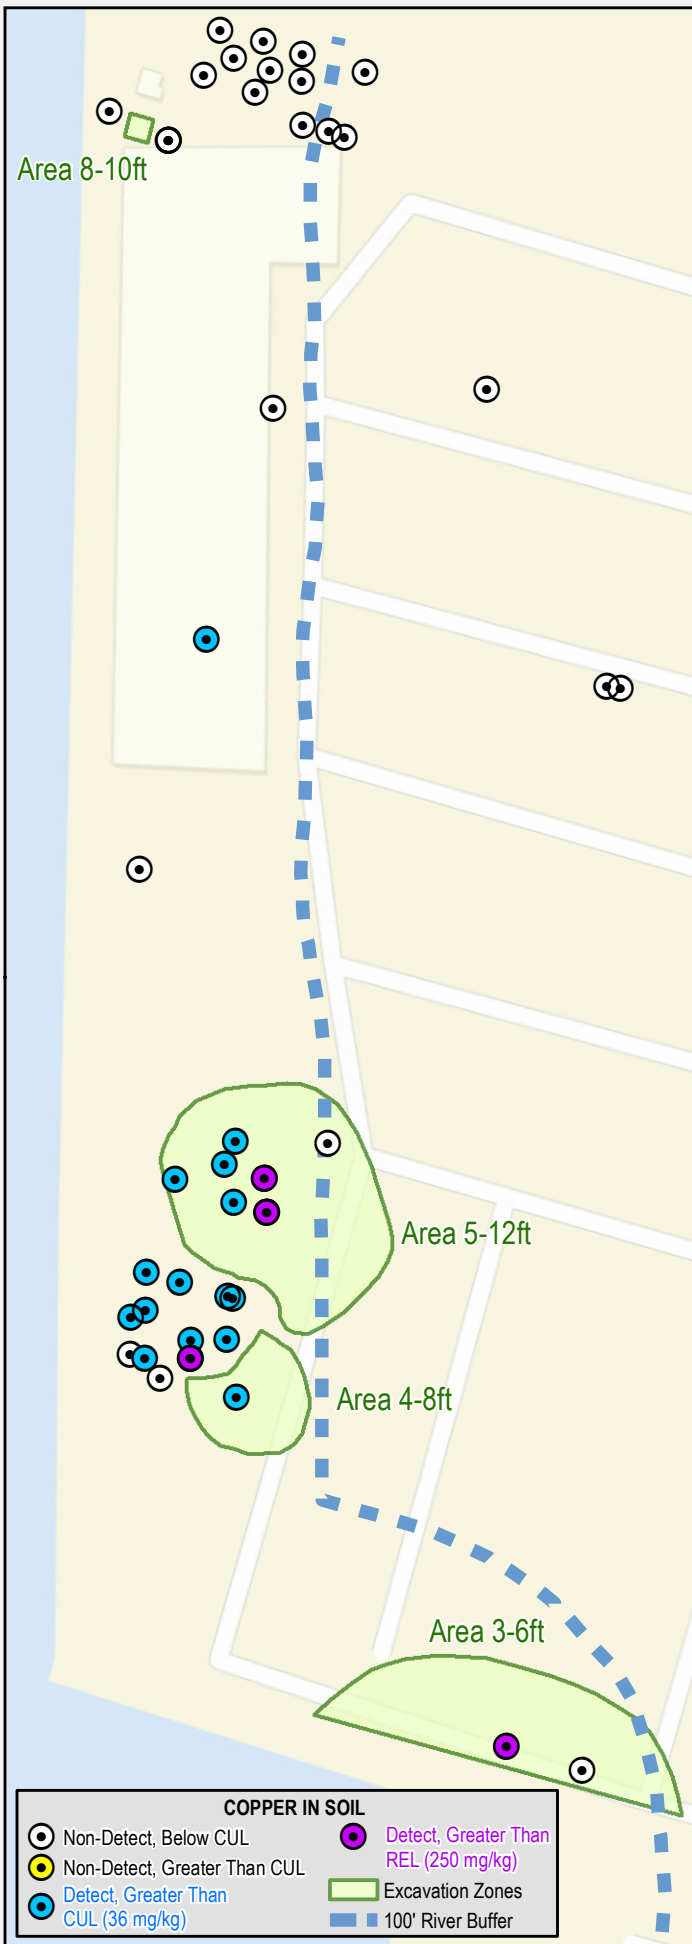 Area 8-10ft
Area 5-12ft
Area 4-8ft
Area 3-6ft
COPPER IN SOIL
Non-Detect, Below CUL
Non-Detect, Greater Than CUL
Detect, Greater Than
CUL (36 mg/kg)
Detect, Greater Than
REL (250 mg/kg)
Excavation Zones
100' River Buffer